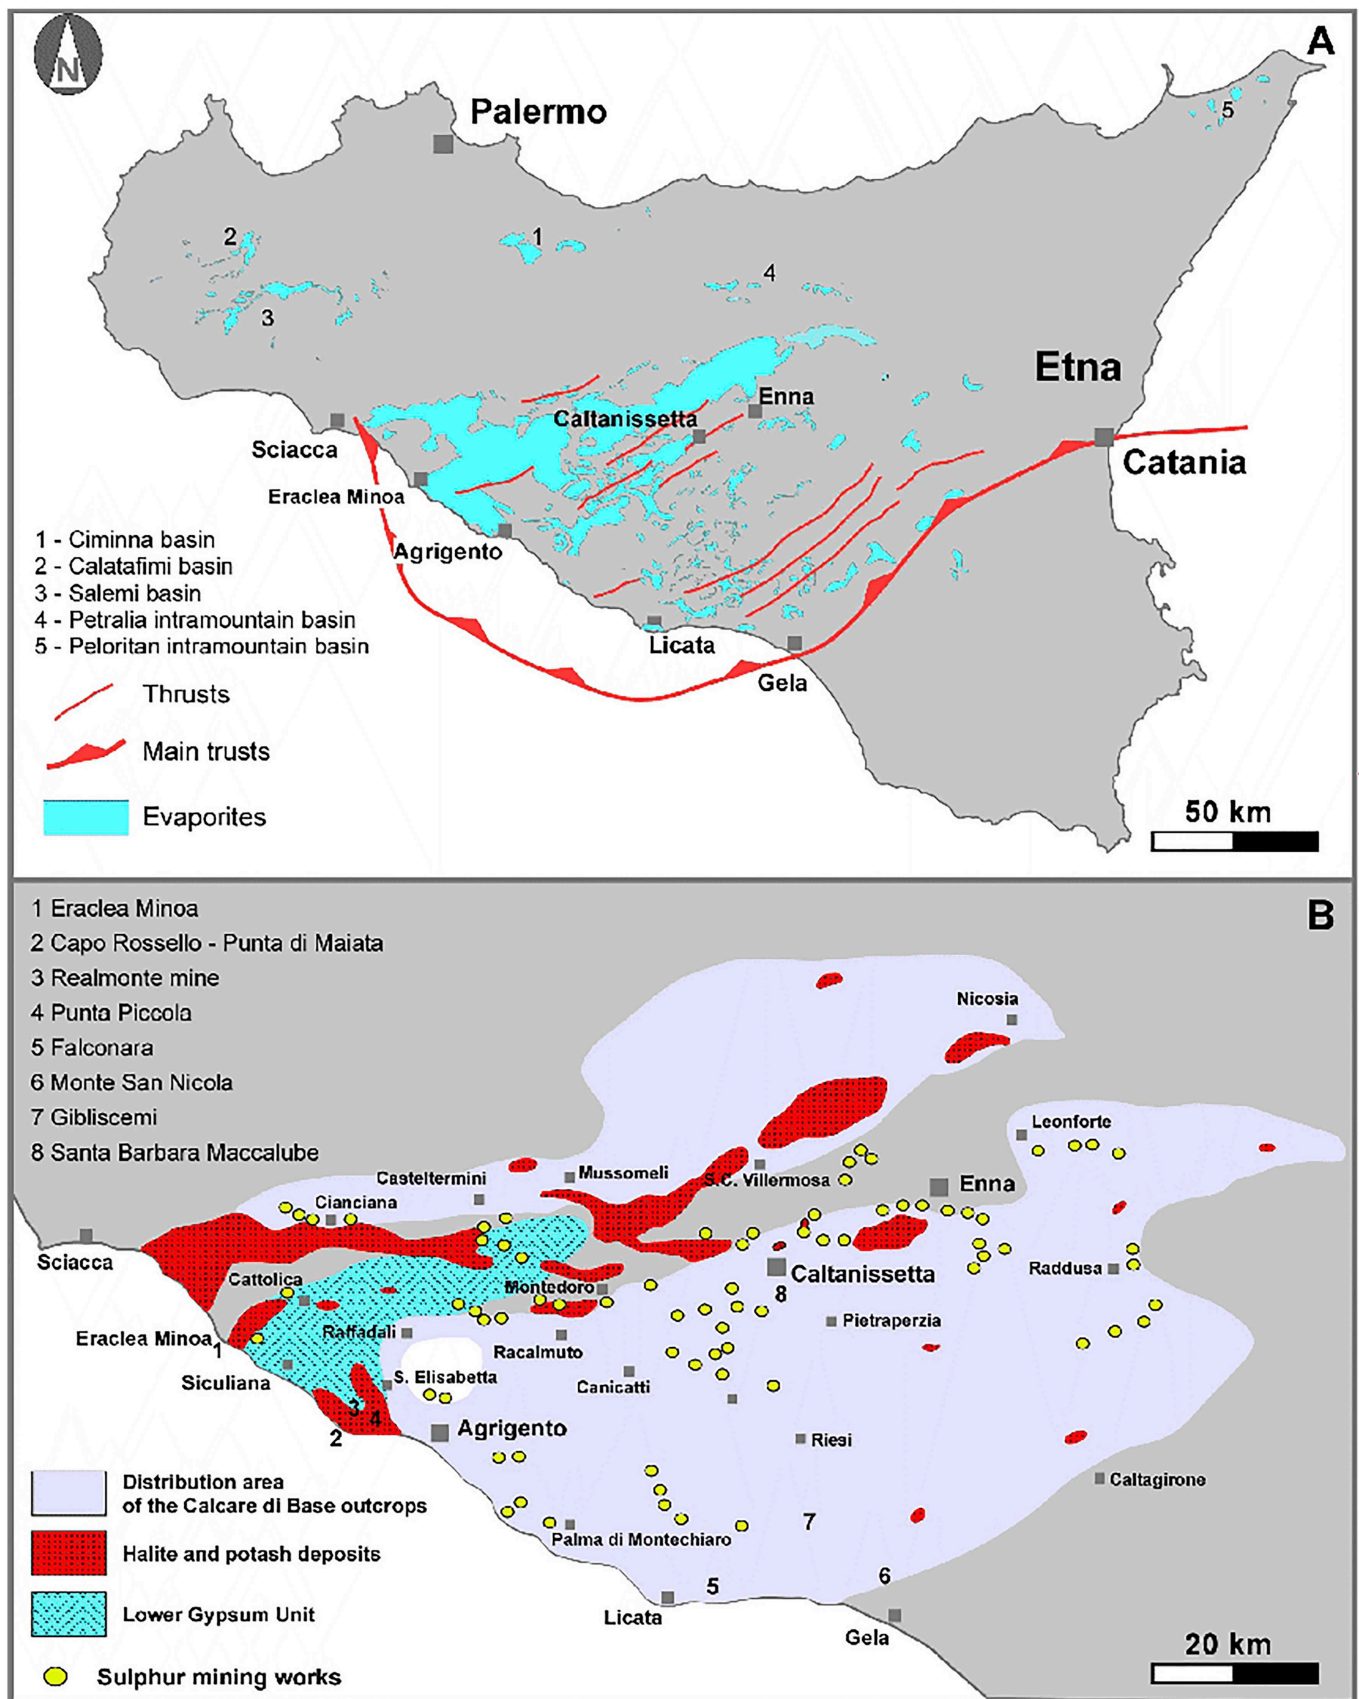 A
N
Palermo
5
2
1
4
3
Etna
Enna
Caltanissetta
Sciacca
Catania
Eraclea Minoa
Agrigento
1 - Ciminna basin
2 - Calatafimi basin
3 - Salemi basin
4 - Petralia intramountain basin
5 - Peloritan intramountain basin
Licata
Gela
Thrusts
Main trusts
Evaporites
50 km
B
1 Eraclea Minoa
2 Capo Rossello - Punta di Maiata
3 Realmonte mine
4 Punta Piccola
5 Falconara
6 Monte San Nicola
7 Gibliscemi
8 Santa Barbara Maccalube
Nicosia
Leonforte
Casteltermini
Mussomeli
S.C. Villermosa
Enna
Cianciana
Sciacca
Cattolica
Montedoro
Caltanissetta
Raddusa
8
Eraclea Minoa
1
Raffadali
Pietraperzia
Racalmuto
Siculiana
S. Elisabetta
Canicatti
3
4
2
Agrigento
Riesi
Caltagirone
Distribution area
of the Calcare di Base outcrops
7
Palma di Montechiaro
Halite and potash deposits
6
5
Lower Gypsum Unit
Licata
Gela
20 km
Sulphur mining works